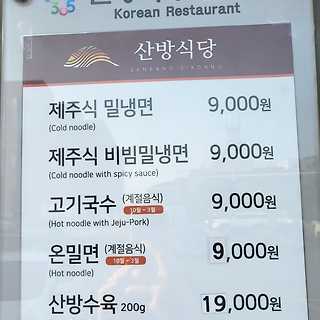 365
Korean Restaurant
산방식당
SANBANG SIKDANG
제주식 밀냉면 9,000원
(Cold noodle)
제주식 비빔밀냉면 9,000원
(Cold noodle with spicy sauce)
고기국수 (계절음식) 10월~3월 9,000원
(Hot noodle with Jeju-Pork)
온밀면 (계절음식) 10월~3월 9,000원
(Hot noodle)
산방수육 200g 19,000원